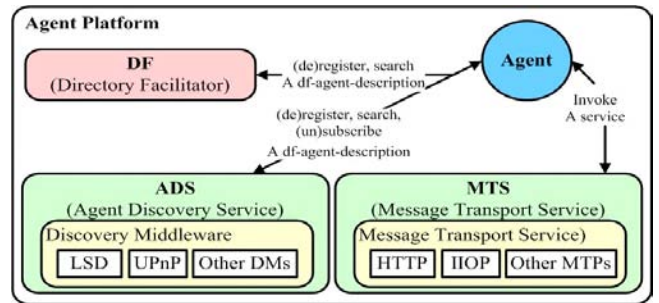 Agent Platform
DF
(Directory Facilitator)
(de)register, search
A df-agent-description
Agent
(de)register, search,
(un)subscribe
A df-agent-description
Invoke
A service
ADS
(Agent Discovery Service)
Discovery Middleware
LSD
UPnP
Other DMs
MTS
(Message Transport Service)
Message Transport Service)
HTTP
IIOP
Other MTPs